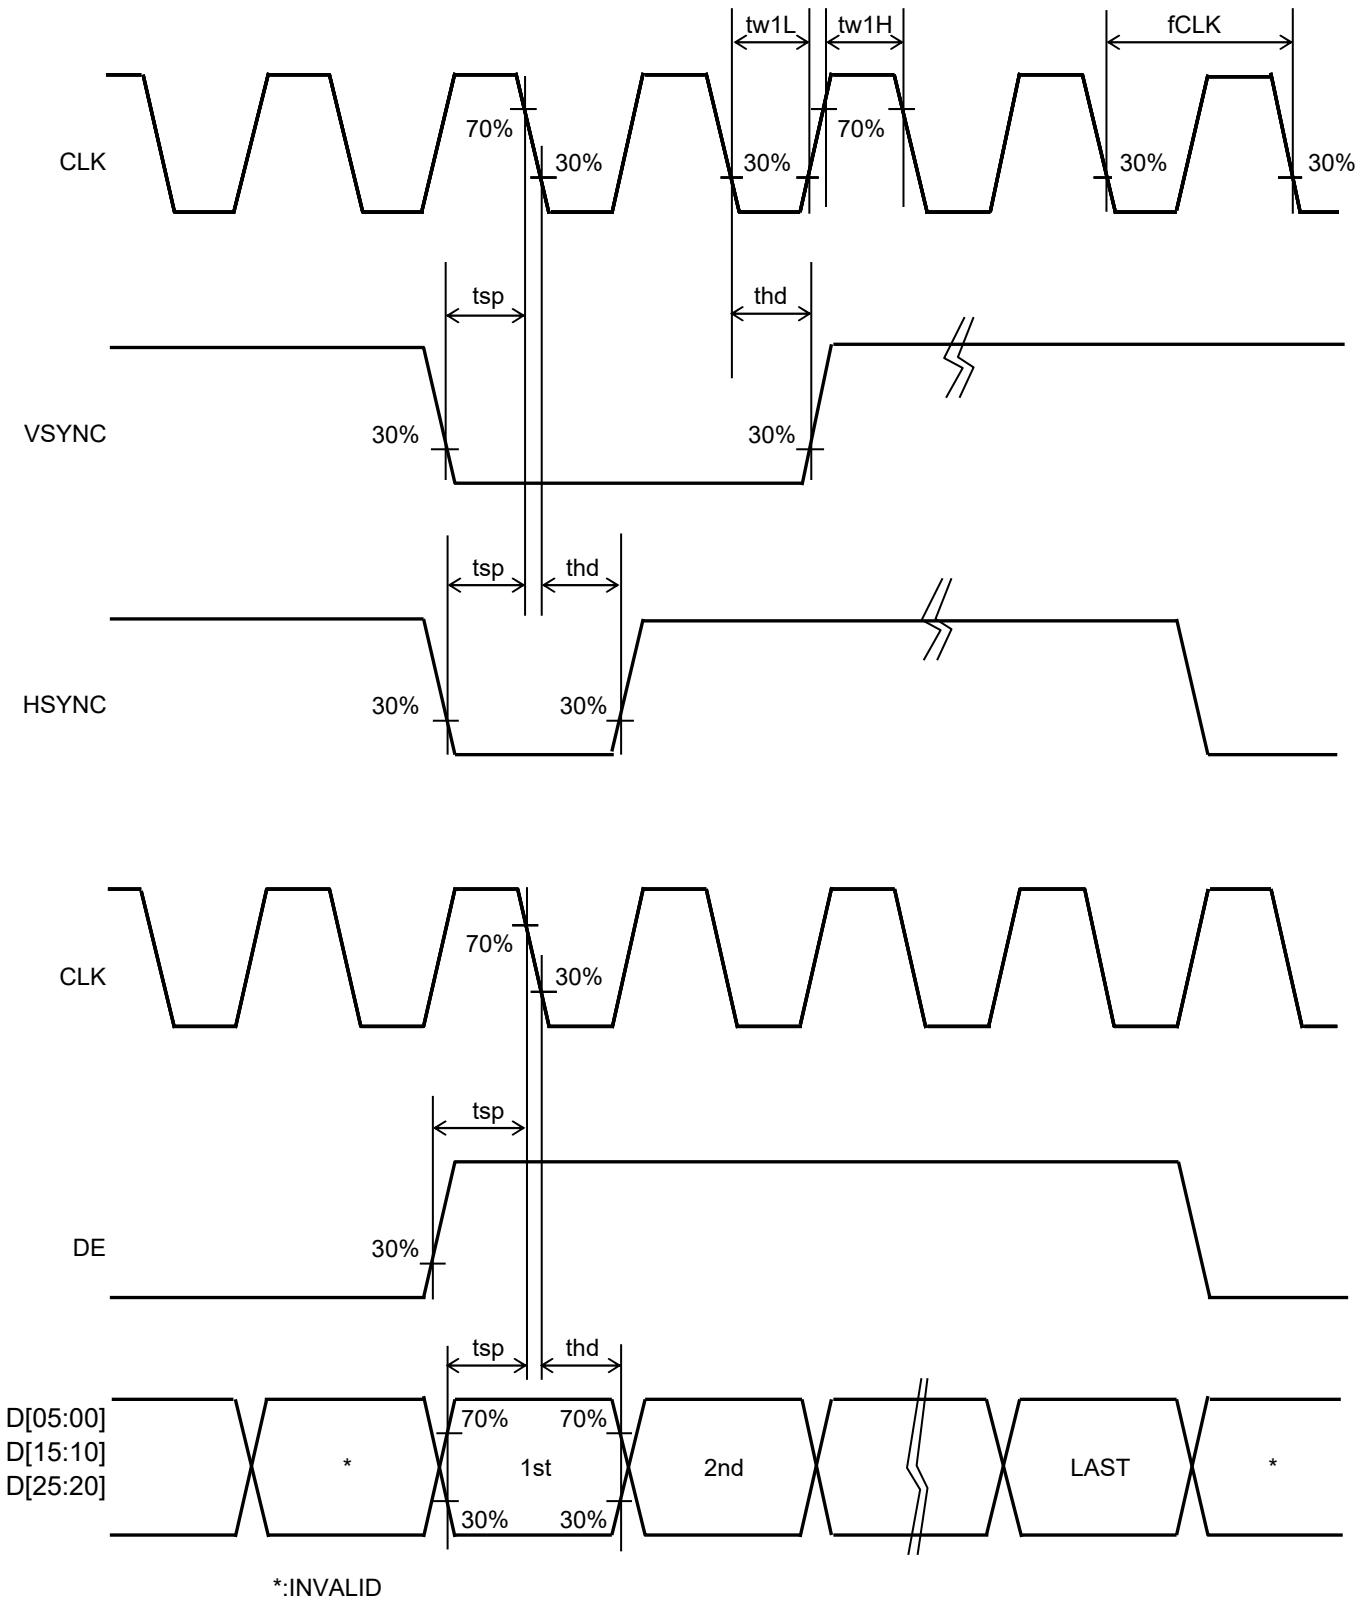 tw1L tw1H fCLK
70% 70%
CLK 30% 30% 30% 30%
tsp thd
VSYNC 30% 30%
tsp thd
HSYNC 30% 30%
70%
CLK 30%
tsp
DE 30%
tsp thd
D[05:00] 70% 70%
D[15:10] * 1st 2nd LAST *
D[25:20]
30% 30%
*:INVALID